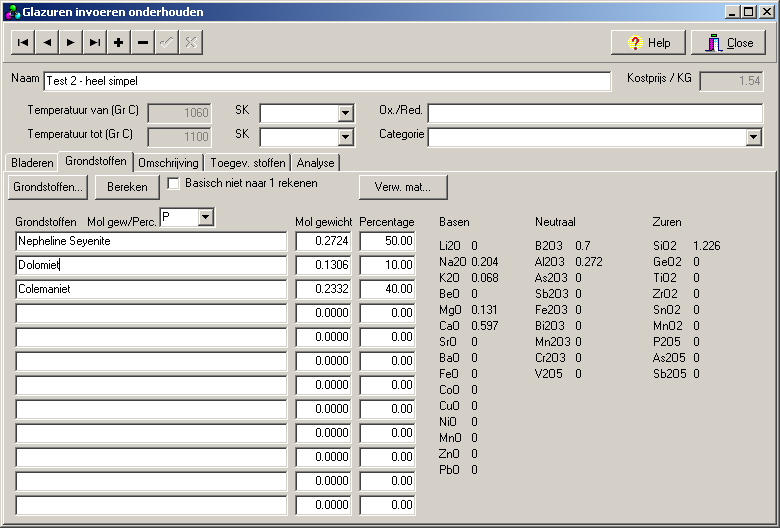 Glazuren invoeren onderhouden
Help Close
Naam Test 2 - heel simpel Kostprijs / KG 1.54
Temperatuur van (Gr C) 1060 SK Ox./Red.
Temperatuur tot (Gr C) 1100 SK Categorie
Bladeren Grondstoffen Omschrijving Toegev. stoffen Analyse
Grondstoffen... Bereken Basisch niet naar 1 rekenen Verw. mat...
Grondstoffen Mol gew/Perc. P Mol gewicht Percentage Basen Neutraal Zuren
Nepheline Seyenite 0.2724 50.00
Li2O 0 B2O3 0.7 SiO2 1.226
Dolomiet 0.1306 10.00
Na2O 0.204 Al2O3 0.272 GeO2 0
K2O 0.068 As2O3 0 TiO2 0
Colemaniet 0.2332 40.00
BeO 0 Sb2O3 0 ZrO2 0
0.0000 0.00
MgO 0.131 Fe2O3 0 SnO2 0
CaO 0.597 Bi2O3 0 MnO2 0
0.0000 0.00
SrO 0 Mn2O3 0 P2O5 0
BaO 0 Cr2O3 0 As2O5 0
0.0000 0.00
FeO 0 V2O5 0 Sb2O5 0
0.0000 0.00
CoO 0
CuO 0
0.0000 0.00
NiO 0
0.0000 0.00
MnO 0
ZnO 0
0.0000 0.00
PbO 0
0.0000 0.00
0.0000 0.00